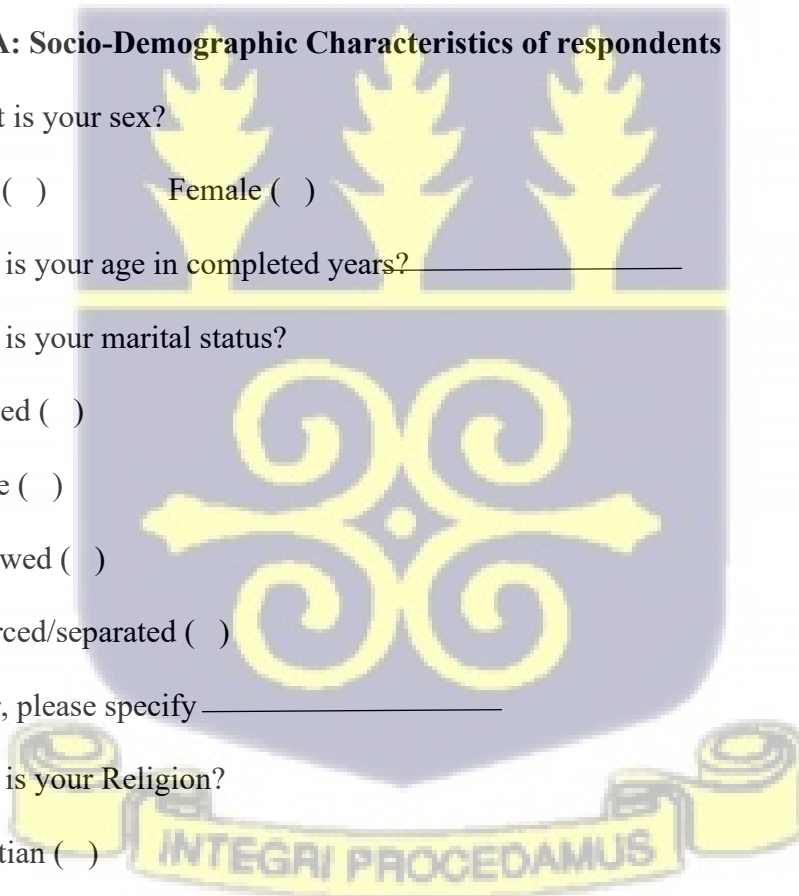 A: Socio-Demographic Characteristics of respondents
t is your sex?
( ) Female ( )
is your age in completed years?
is your marital status?
ed ( )
e ( )
wed ( )
rced/separated ( )
, please specify
is your Religion?
tian ( )
INTEGRI PROCEDAMUS